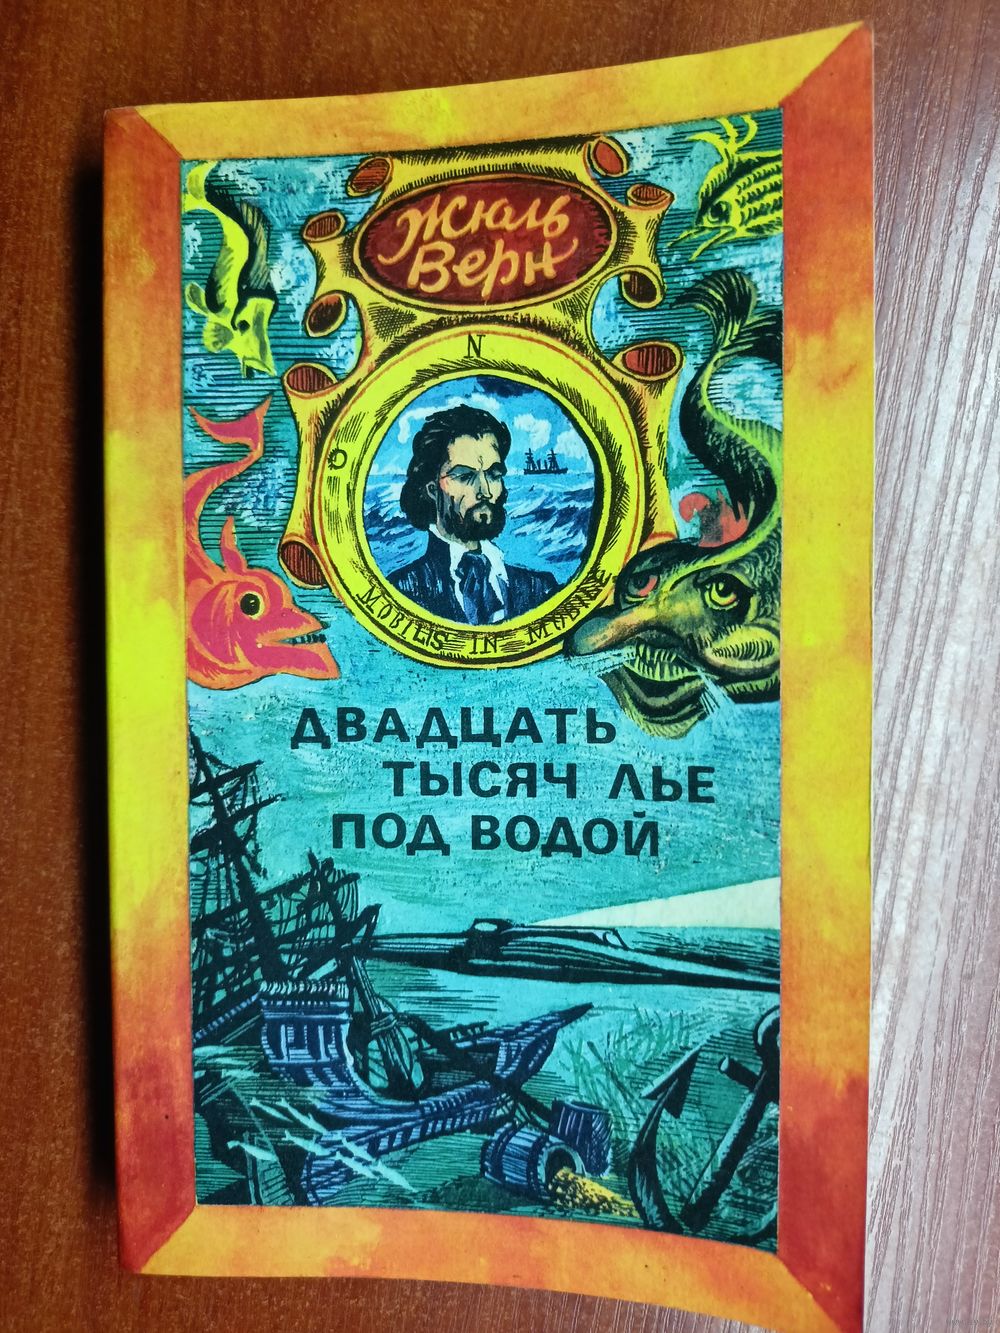 Жюль
Верн
N
O
MOBILIS IN MOBILE
ДВАДЦАТЬ
ТЫСЯЧ ЛЬЕ
ПОД ВОДОЙ